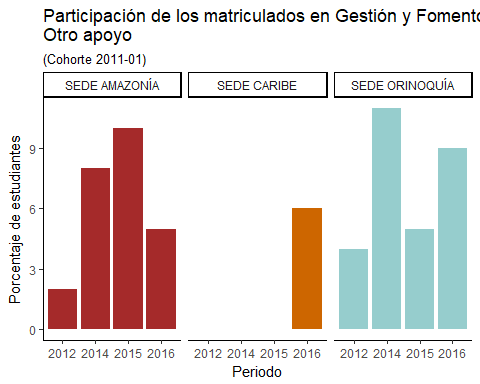 Participación de los matriculados en Gestión y Fomento
Otro apoyo
(Cohorte 2011-01)
SEDE AMAZONÍA SEDE CARIBE SEDE ORINOQUÍA
Porcentaje de estudiantes
9
6
3
0
2012 2014 2015 2016 2012 2014 2015 2016 2012 2014 2015 2016
Periodo